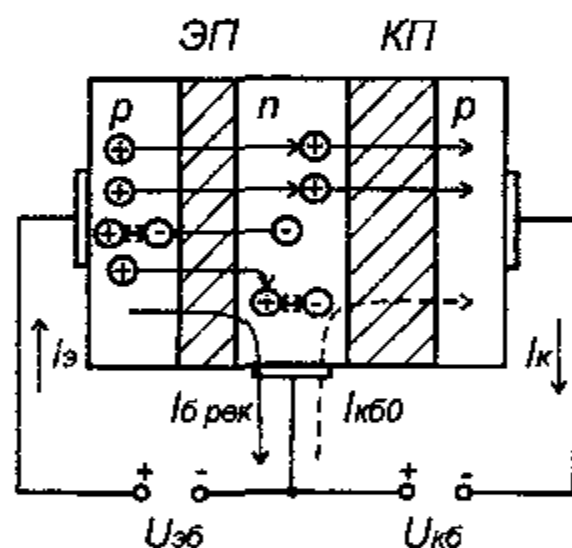 ЭП КП
p n p
+ +
+ +
+ - -
+
+ -
Iэ Iк
Iб рек Iкб0
+ - + -
Uэб Uкб